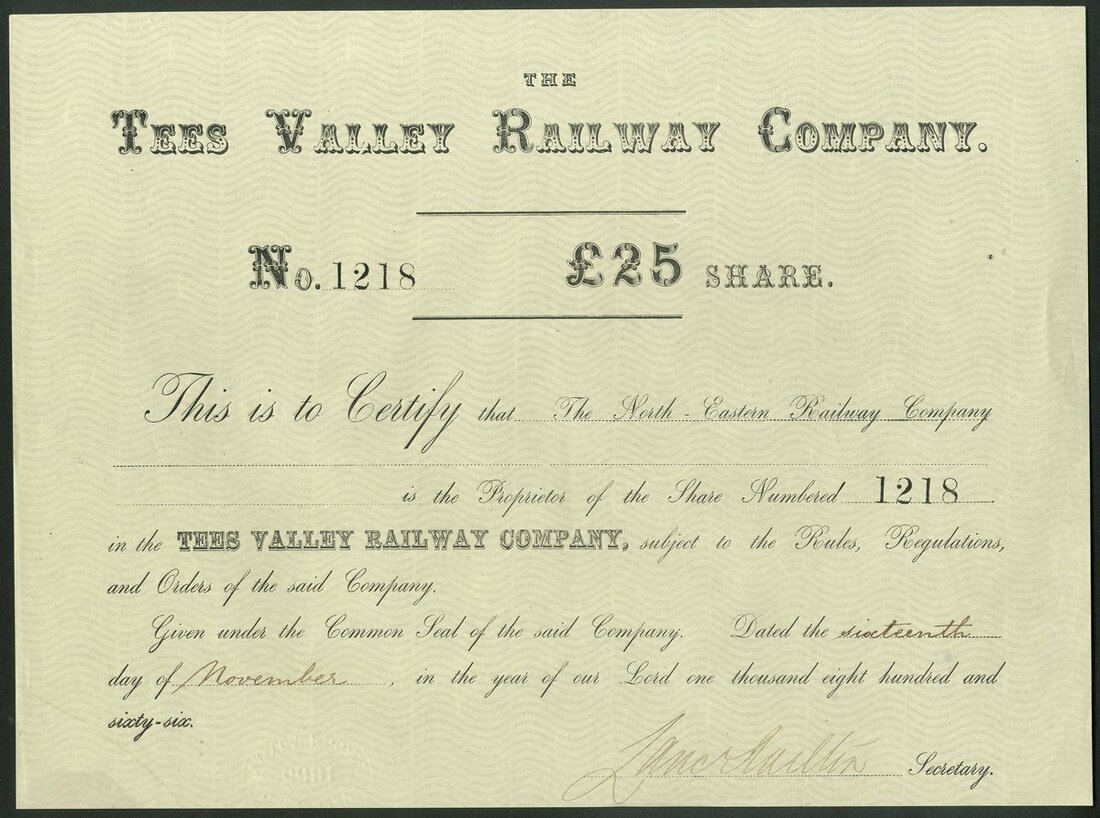 THE
TEES VALLEY RAILWAY COMPANY.
No. 1218 £25 SHARE.
This is to Certify that The North-Eastern Railway Company
is the Proprietor of the Share Numbered 1218
in the TEES VALLEY RAILWAY COMPANY, subject to the Rules, Regulations,
and Orders of the said Company.
Given under the Common Seal of the said Company. Dated the sixteenth
day of November, in the year of our Lord one thousand eight hundred and
sixty-six.
Secretary.